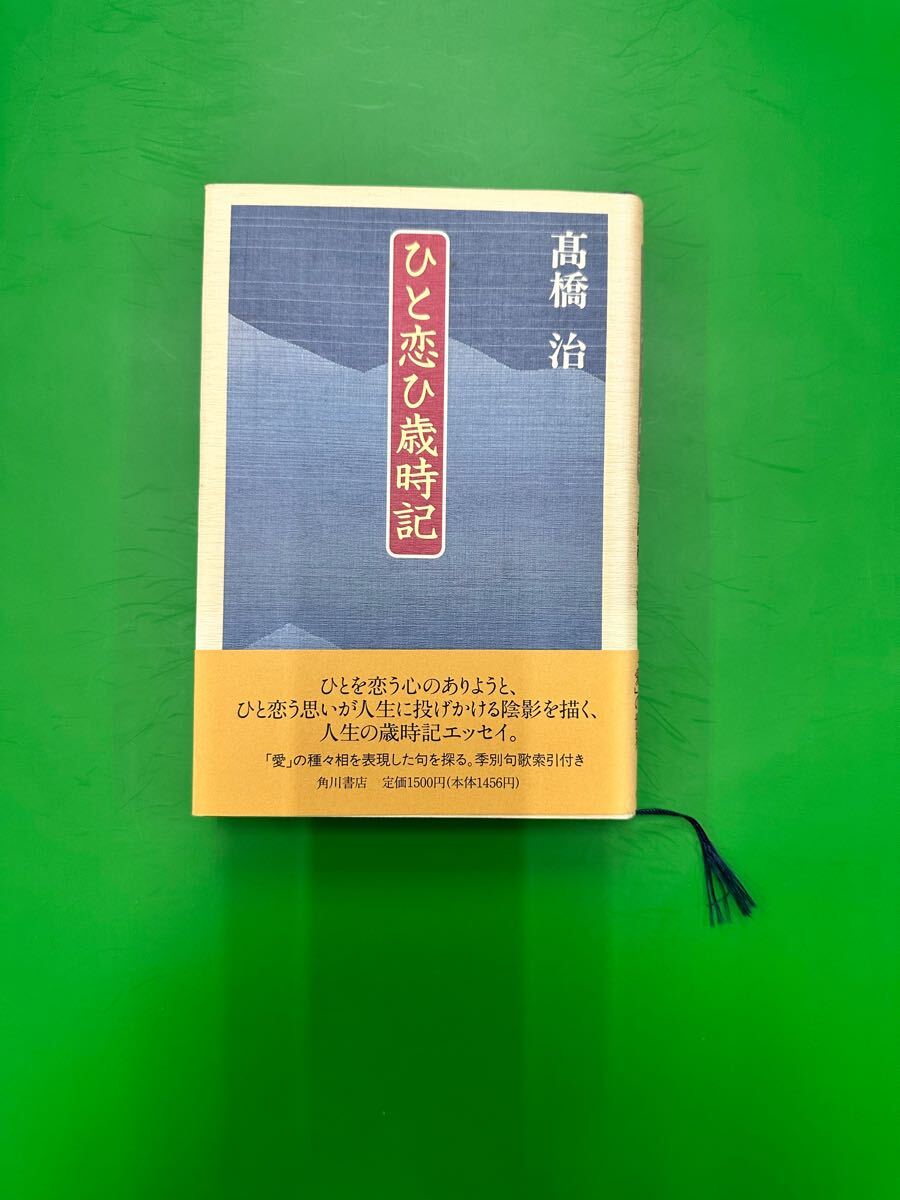 髙橋 治
ひと恋ひ歳時記
ひとを恋う心のありようと、
ひと恋う思いが人生に投げかける陰影を描く、
人生の歳時記エッセイ。
「愛」の種々相を表現した句を探る。季別句歌索引付き
角川書店 定価1500円(本体1456円)